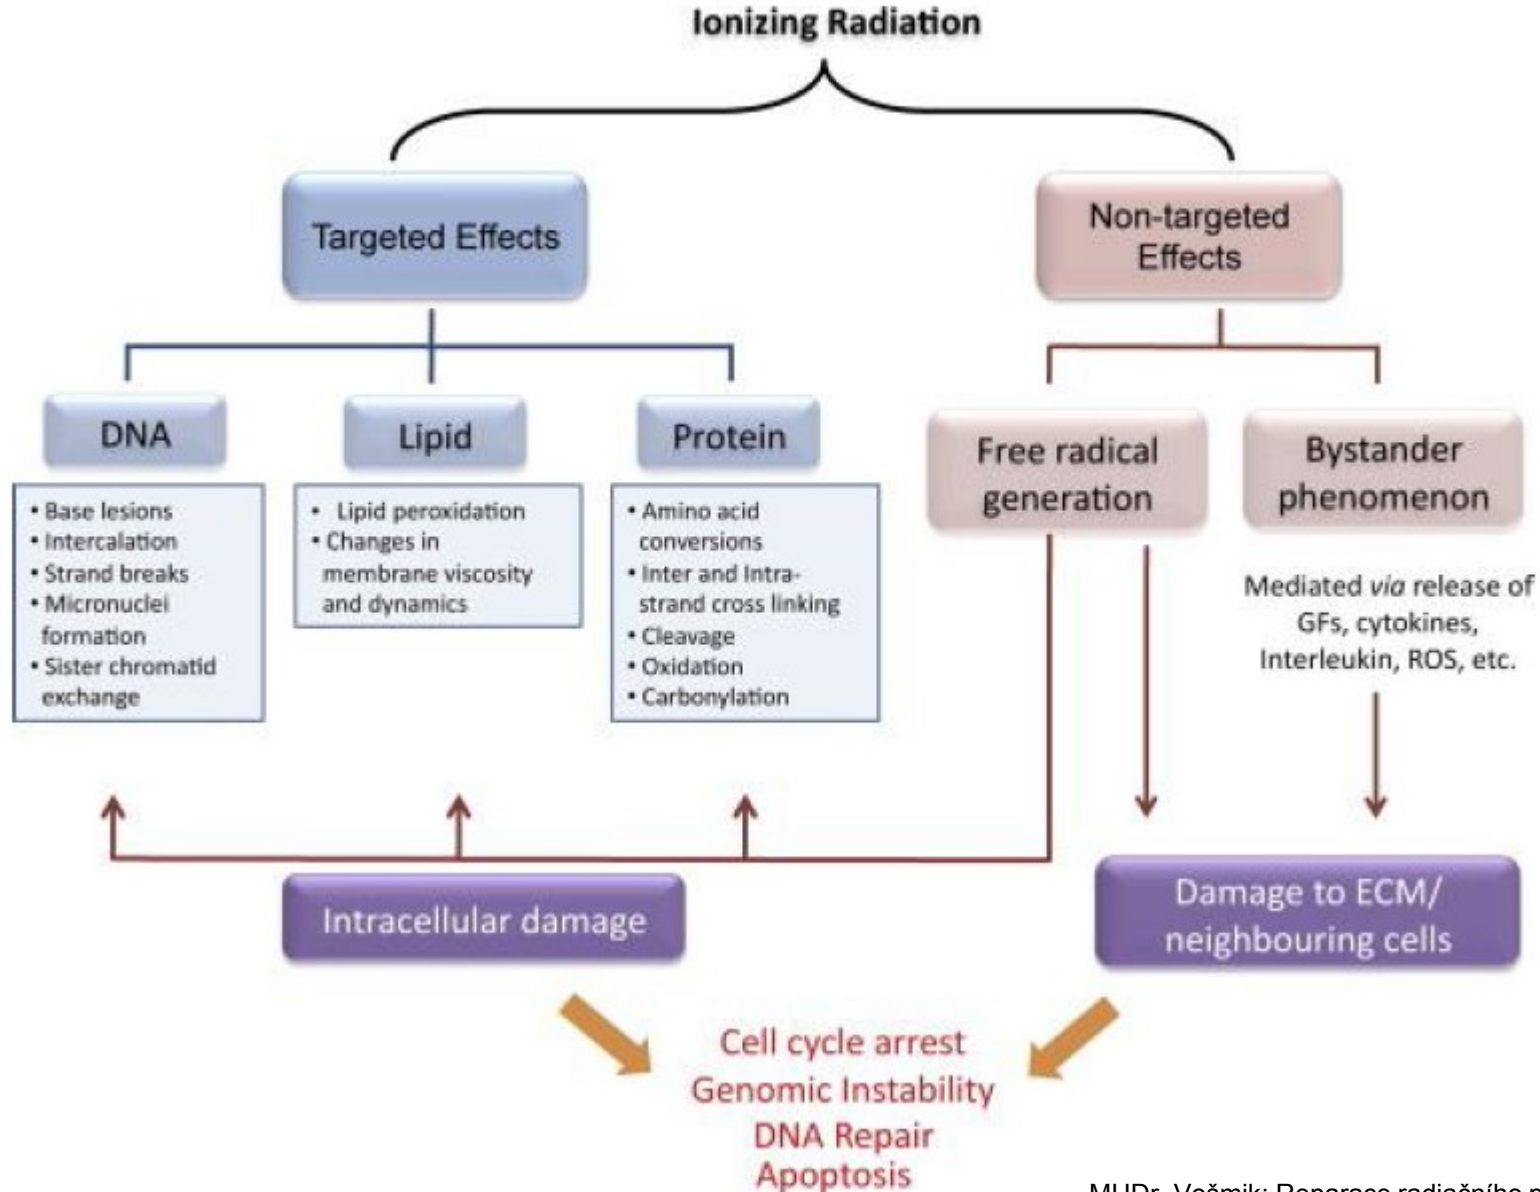 Ionizing Radiation
Targeted Effects
Non-targeted
Effects
DNA
Lipid
Protein
Free radical
generation
Bystander
phenomenon
• Base lesions
• Intercalation
• Strand breaks
• Micronuclei
formation
• Sister chromatid
exchange
• Lipid peroxidation
• Changes in
membrane viscosity
and dynamics
• Amino acid
conversions
• Inter and Intra-
strand cross linking
• Cleavage
• Oxidation
• Carbonylation
Mediated via release of
GFs, cytokines,
Interleukin, ROS, etc.
Intracellular damage
Damage to ECM/
neighbouring cells
Cell cycle arrest
Genomic Instability
DNA Repair
Apoptosis